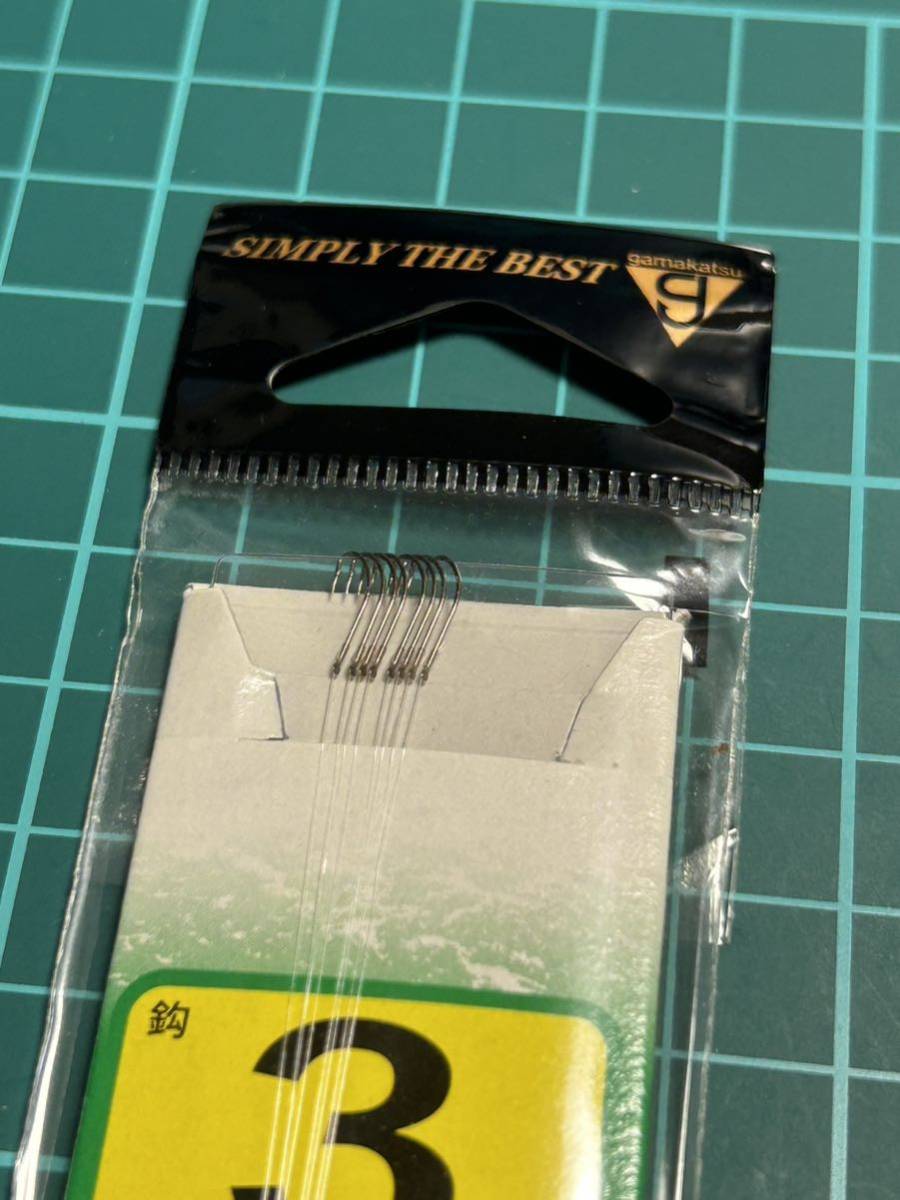 SIMPLY THE BEST
gamakatsu
鈎
3